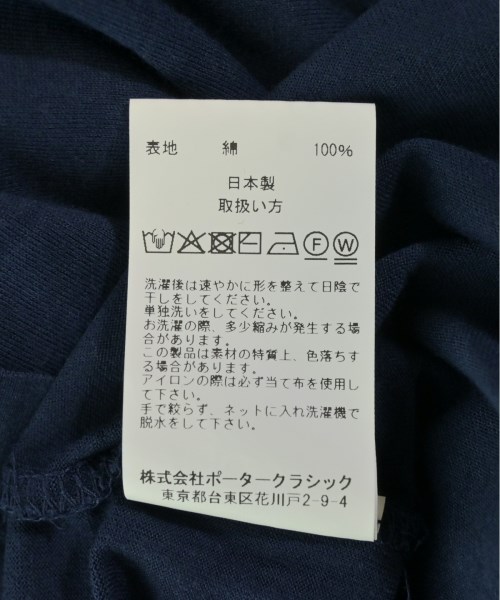 表地 綿 100%
日本製
取扱い方
F W
洗濯後は速やかに形を整えて日陰で
干しをしてください。
単独洗いをしてください。
お洗濯の際、多少縮みが発生する場
合があります。
この製品は素材の特質上、色落ちす
る場合があります。
アイロンの際は必ず当て布を使用し
て下さい。
手で絞らず、ネットに入れ洗濯機で
脱水をして下さい。
株式会社ポータークラシック
東京都台東区花川戸2-9-4